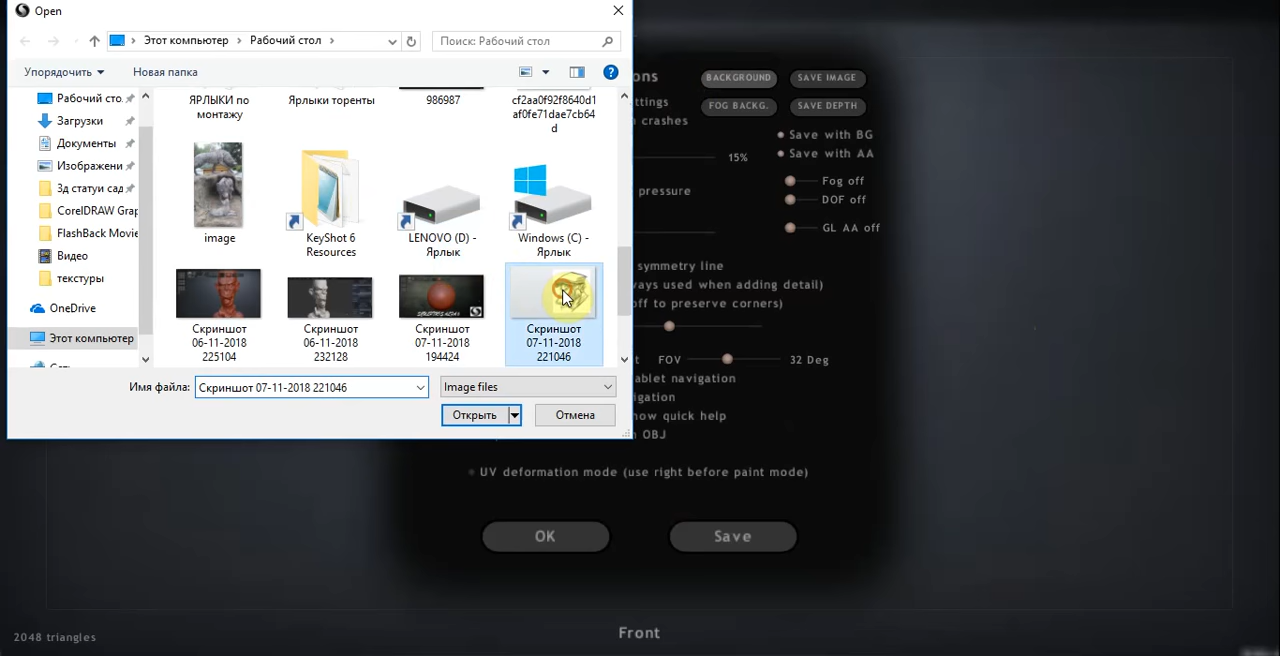 Open
Этот компьютер
Рабочий стол
Поиск: Рабочий стол
Упорядочить
Новая папка
Рабочий сто.
Загрузки
Документы
Изображени
3д статуи сад
CorelDRAW Grap
FlashBack Movie
Видео
текстуры
OneDrive
Этот компьютер
ЯРЛЫКИ по
монтажу
Ярлыки торенты
986987
cf2aa0f92f8640d1
af0fe71dae7cb64
d
image
KeyShot 6
Resources
LENOVO (D) -
Ярлык
Windows (C) -
Ярлык
Скриншот
06-11-2018
225104
Скриншот
06-11-2018
232128
Скриншот
07-11-2018
194424
Скриншот
07-11-2018
221046
Имя файла:
Скриншот 07-11-2018 221046
Image files
Открыть
Отмена
ons
BACKGROUND
SAVE IMAGE
ttings
FOG BACKG.
SAVE DEPTH
crashes
Save with BG
15%
Save with AA
Fog off
pressure
DOF off
GL AA off
symmetry line
ways used when adding detail)
off to preserve corners)
t
FOV
32 Deg
ablet navigation
igation
how quick help
n OBJ
UV deformation mode (use right before paint mode)
OK
Save
2048 triangles
Front